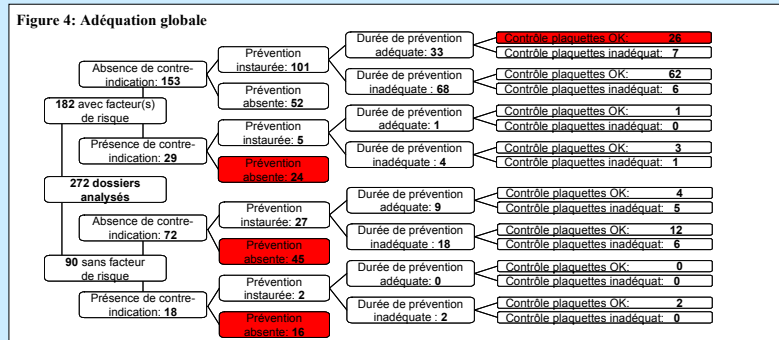 Figure 4: Adéquation globale
272 dossiers
analysés
182 avec facteur(s)
de risque
Absence de contre-
indication: 153
Prévention
instaurée: 101
Durée de prévention
adéquate: 33
Contrôle plaquettes OK: 26
Contrôle plaquettes inadéquat: 7
Durée de prévention
inadéquate : 68
Contrôle plaquettes OK: 62
Contrôle plaquettes inadéquat: 6
Prévention
absente: 52
Présence de contre-
indication: 29
Prévention
instaurée: 5
Durée de prévention
adéquate: 1
Contrôle plaquettes OK: 1
Contrôle plaquettes inadéquat: 0
Durée de prévention
inadéquate : 4
Contrôle plaquettes OK: 3
Contrôle plaquettes inadéquat: 1
Prévention
absente: 24
90 sans facteur
de risque
Absence de contre-
indication: 72
Prévention
instaurée: 27
Durée de prévention
adéquate: 9
Contrôle plaquettes OK: 4
Contrôle plaquettes inadéquat: 5
Durée de prévention
inadéquate : 18
Contrôle plaquettes OK: 12
Contrôle plaquettes inadéquat: 6
Prévention
absente: 45
Présence de contre-
indication: 18
Prévention
instaurée: 2
Durée de prévention
adéquate: 0
Contrôle plaquettes OK: 0
Contrôle plaquettes inadéquat: 0
Durée de prévention
inadéquate : 2
Contrôle plaquettes OK: 2
Contrôle plaquettes inadéquat: 0
Prévention
absente: 16